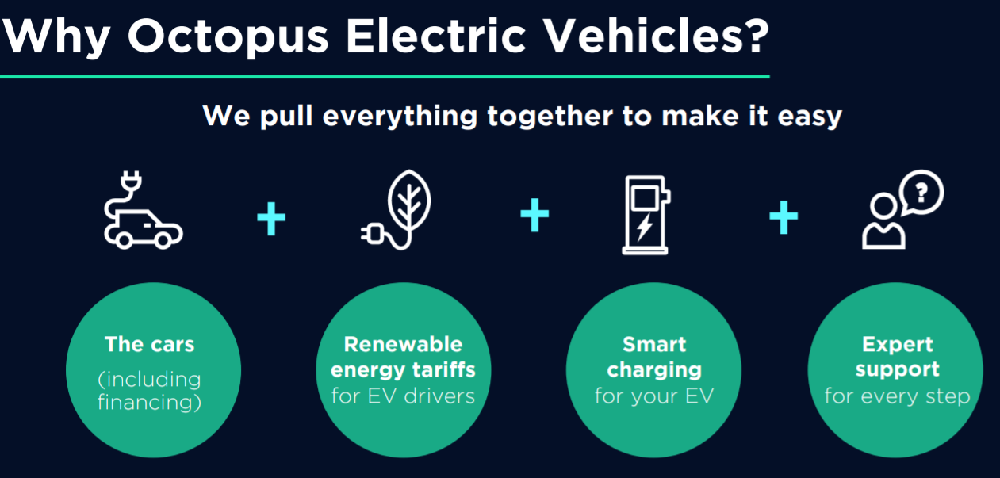 Why Octopus Electric Vehicles?
We pull everything together to make it easy
?
The cars
(including
financing)
Renewable
energy tariffs
for EV drivers
Smart
charging
for your EV
Expert
support
for every step